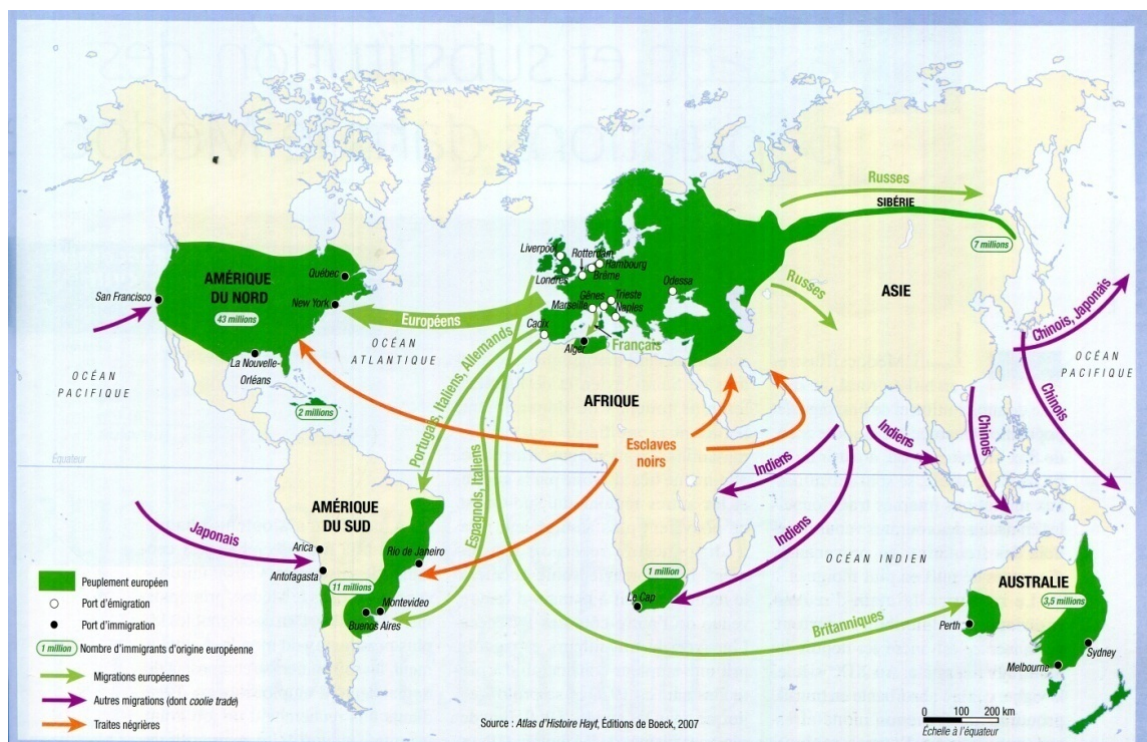 Russes
SIBÉRIE
7 millions
Liverpool
Rotterdam
Hambourg
Brême
Londres
Odessa
Russes
ASIE
AMÉRIQUE
DU NORD
Québec
San Francisco
New York
43 millions
Européens
Marseille
Gênes
Trieste
Naples
Cadix
Alger
Français
Chinois, Japonais
OCÉAN
ATLANTIQUE
La Nouvelle-
Orléans
OCÉAN
PACIFIQUE
OCÉAN
PACIFIQUE
2 millions
AFRIQUE
Portugais, Italiens, Allemands
Esclaves
noirs
Indiens
Indiens
Indiens
Chinois
Chinois
Équateur
Espagnols, Italiens
AMÉRIQUE
DU SUD
Japonais
Arica
Antofagasta
Rio de Janeiro
11 millions
Montevideo
Buenos Aires
OCÉAN INDIEN
1 million
Le Cap
AUSTRALIE
3,5 millions
Britanniques
Perth
Sydney
Melbourne
Peuplement européen
Port d'émigration
Port d'immigration
1 million Nombre d'immigrants d'origine européenne
Migrations européennes
Autres migrations (dont coolie trade)
Traites négrières
Source : Atlas d'Histoire Hayt, Éditions de Boeck, 2007
0 100 200 km
Échelle à l'équateur